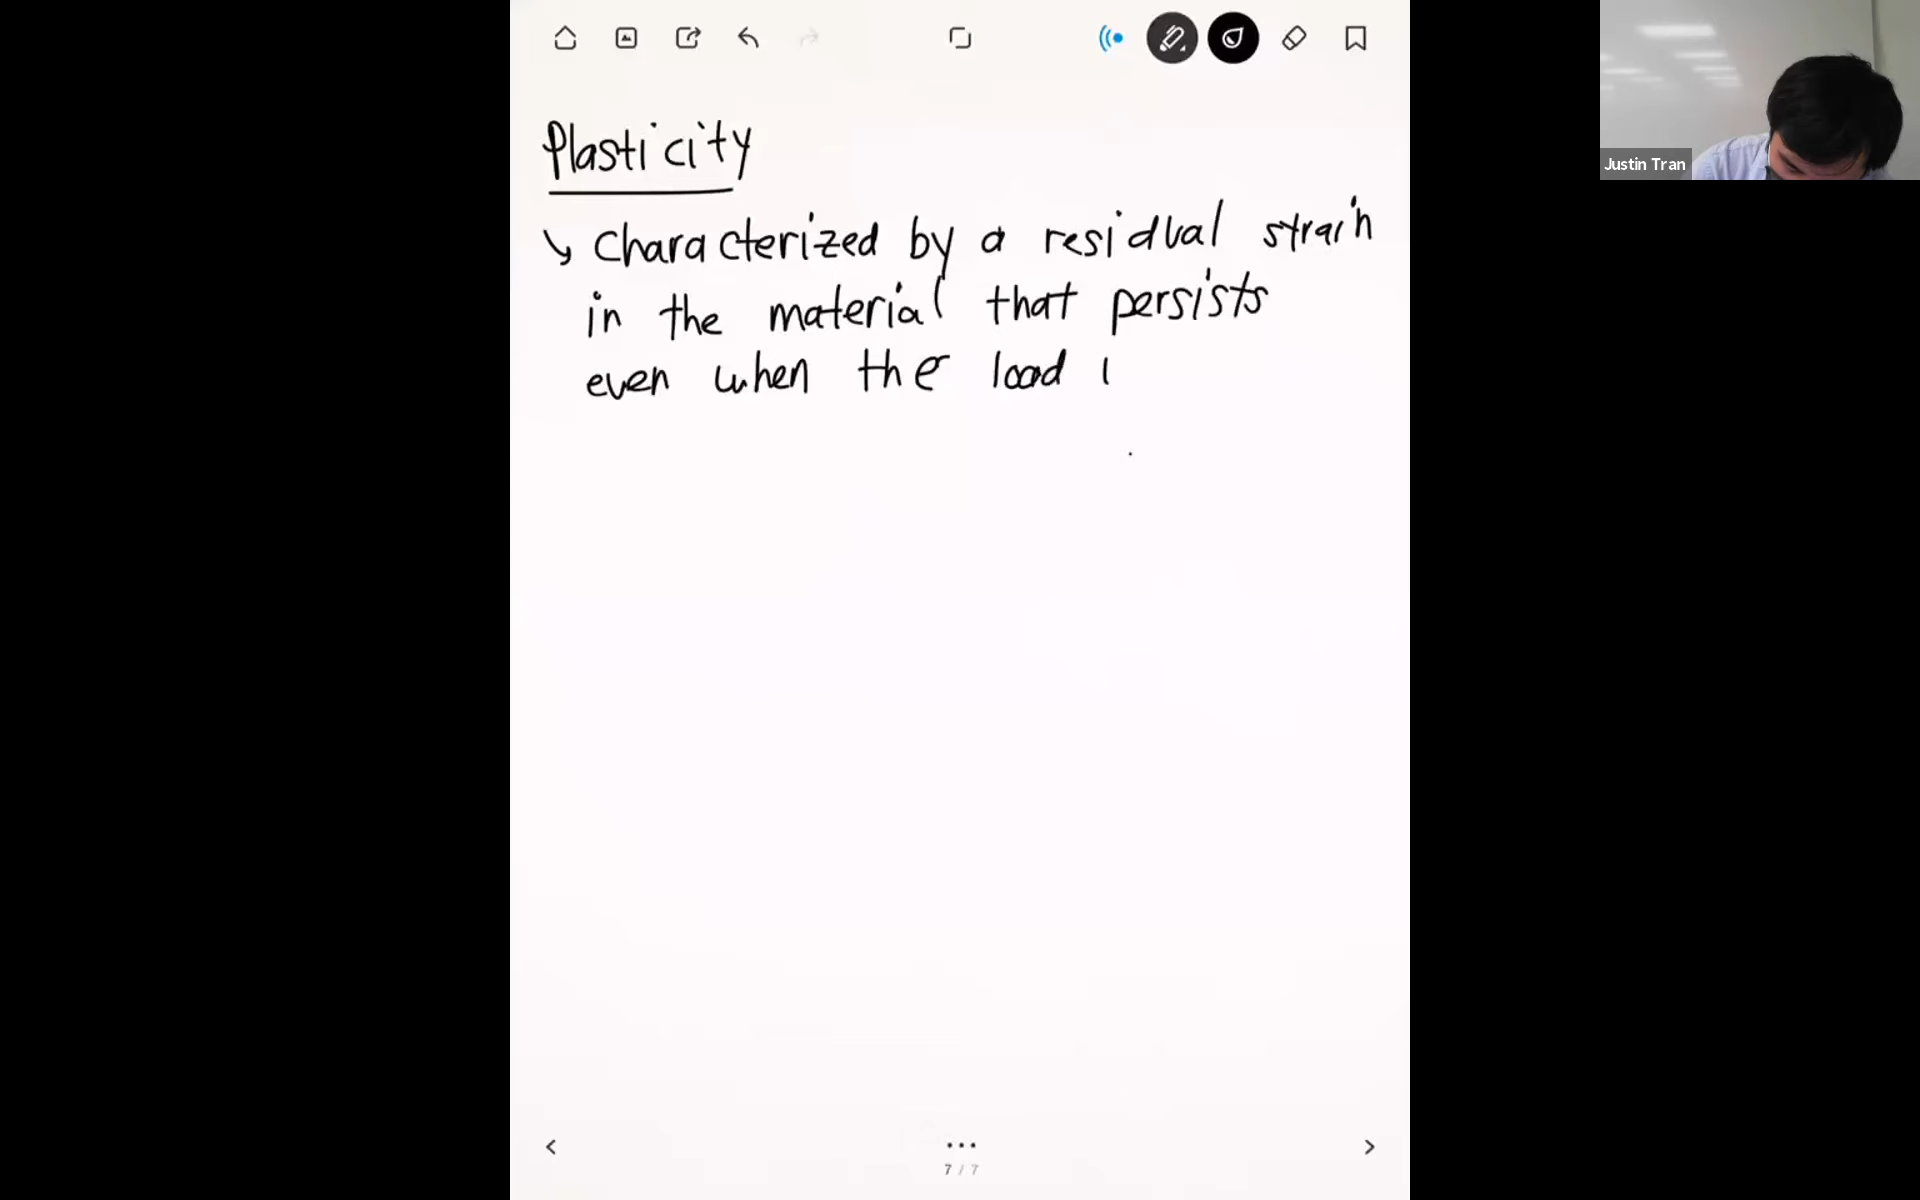 Plasticity
↘ Characterized by a residual strain
in the material that persists
even when the load
7 / 7
Justin Tran